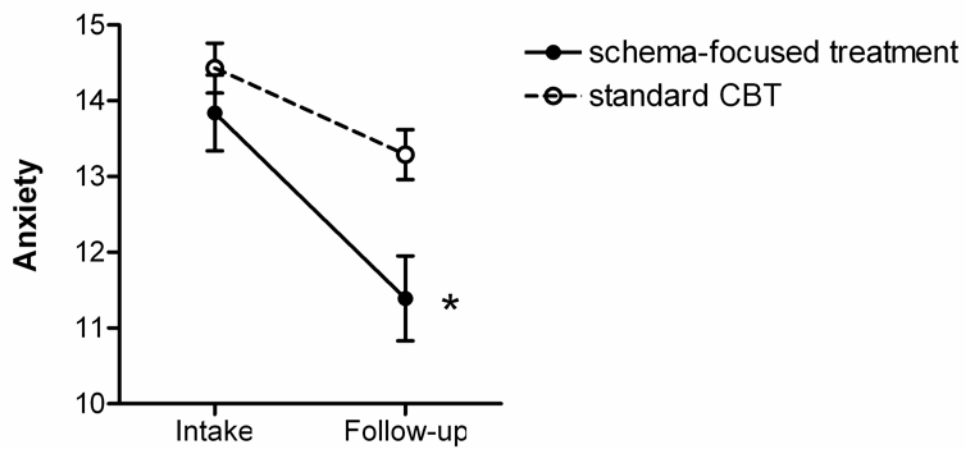 15
14
13
12
11
10
Anxiety
Intake
Follow-up
*
schema-focused treatment
standard CBT